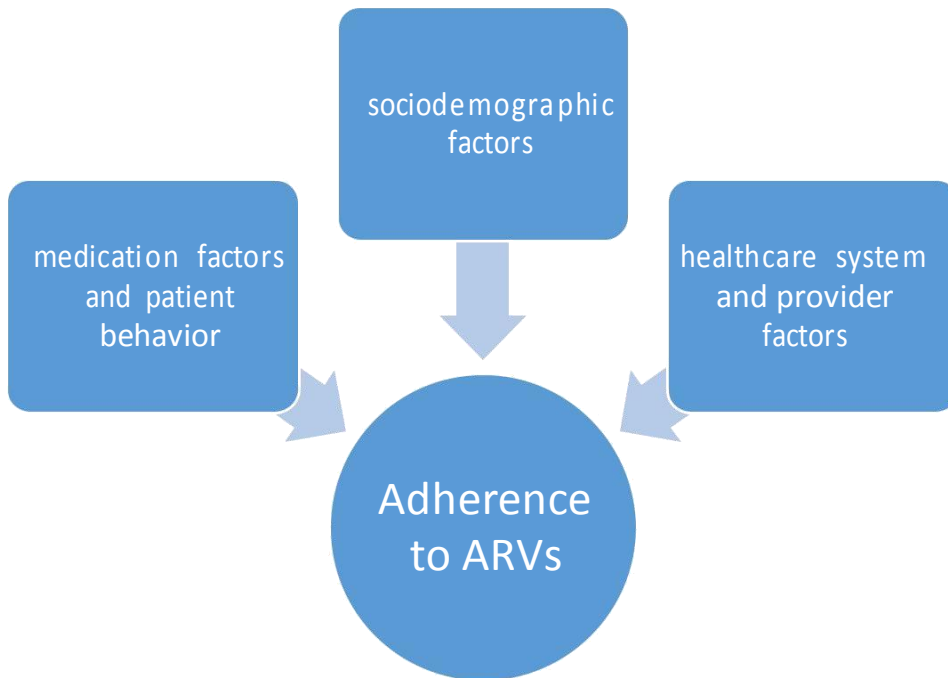 sociodemographic
factors
medication factors
and patient
behavior
healthcare system
and provider
factors
Adherence
to ARVs